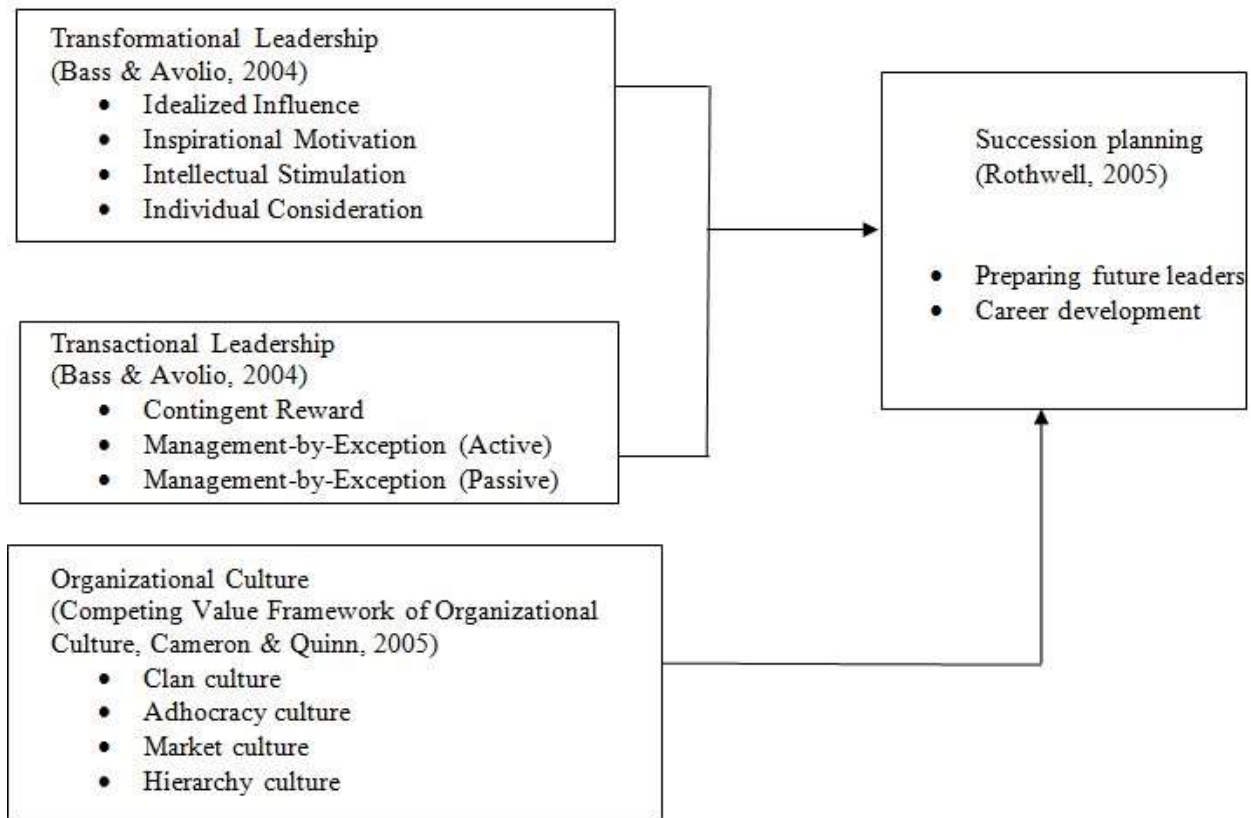 Transformational Leadership
(Bass & Avolio, 2004)
• Idealized Influence
• Inspirational Motivation
• Intellectual Stimulation
• Individual Consideration
Transactional Leadership
(Bass & Avolio, 2004)
• Contingent Reward
• Management-by-Exception (Active)
• Management-by-Exception (Passive)
Organizational Culture
(Competing Value Framework of Organizational
Culture, Cameron & Quinn, 2005)
• Clan culture
• Adhocracy culture
• Market culture
• Hierarchy culture
Succession planning
(Rothwell, 2005)
• Preparing future leaders
• Career development